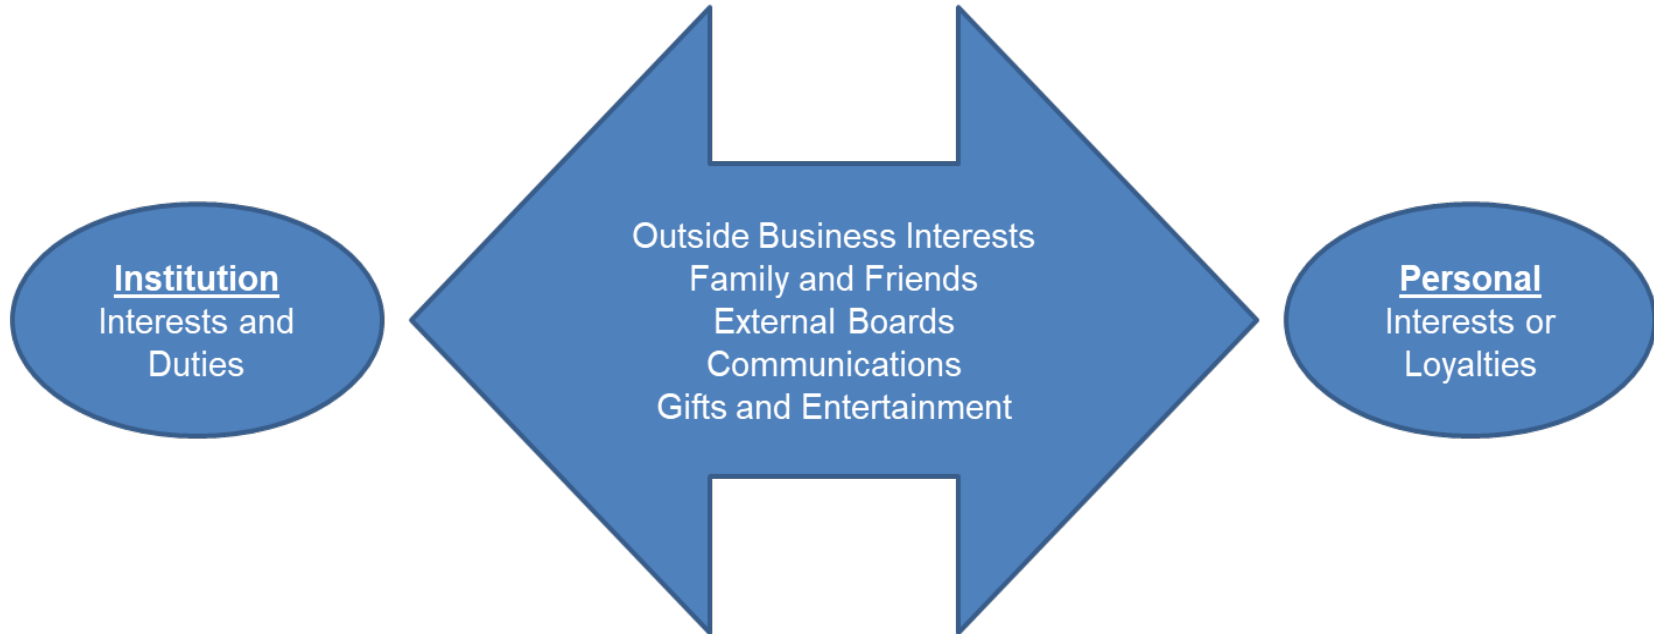 Institution
Interests and
Duties
Outside Business Interests
Family and Friends
External Boards
Communications
Gifts and Entertainment
Personal
Interests or
Loyalties